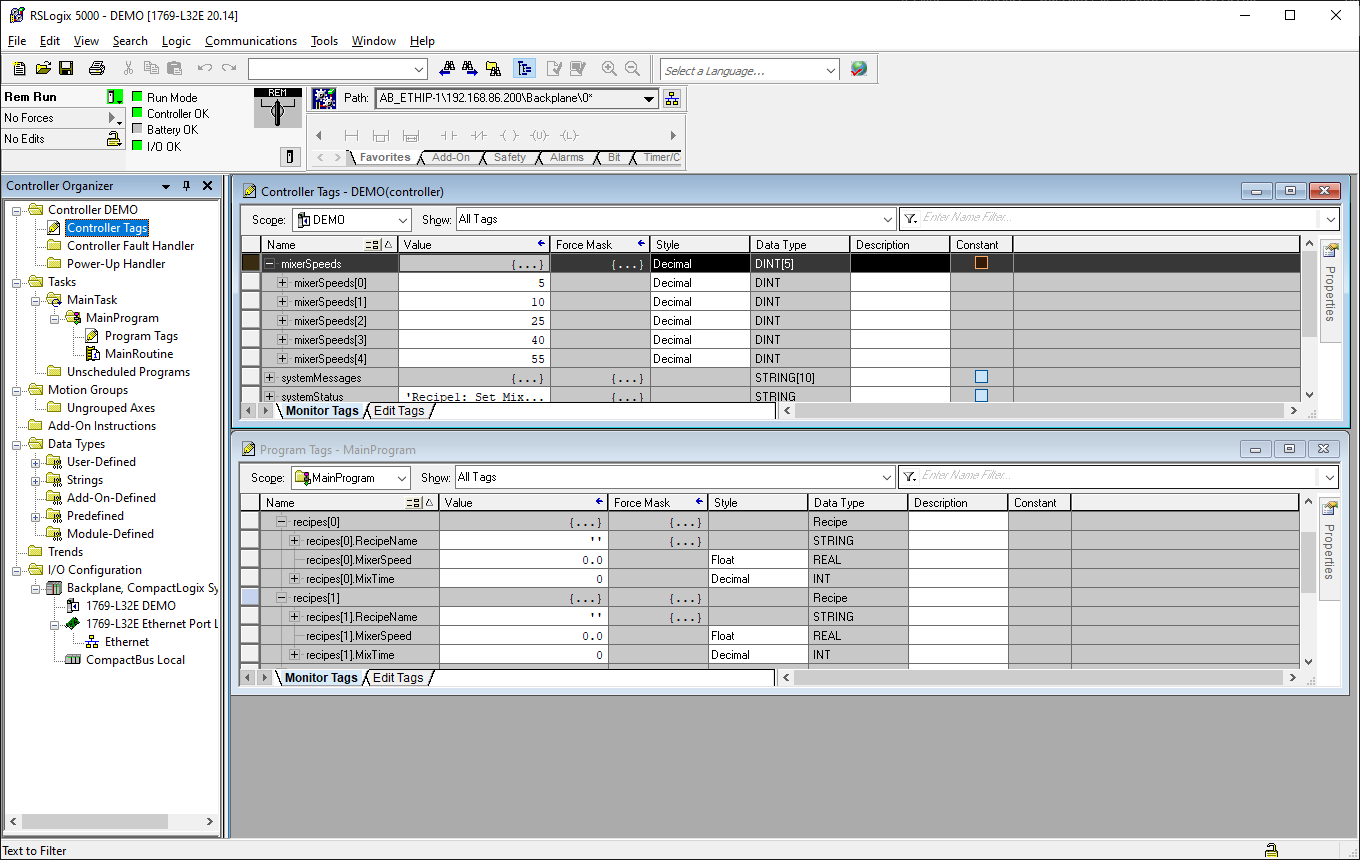 RSLogix 5000 - DEMO [1769-L32E 20.14]
File Edit View Search Logic Communications Tools Window Help
Select a Language...
Rem Run
No Forces
No Edits
Run Mode
Controller OK
Battery OK
I/O OK
REM
Path: AB_ETHIP-1\192.168.86.200\Backplane\0*
Favorites Add-On Safety Alarms Bit Timer/C
Controller Organizer
Controller DEMO
Controller Tags
Controller Fault Handler
Power-Up Handler
Tasks
MainTask
MainProgram
Program Tags
MainRoutine
Unscheduled Programs
Motion Groups
Ungrouped Axes
Add-On Instructions
Data Types
User-Defined
Strings
Add-On-Defined
Predefined
Module-Defined
Trends
I/O Configuration
Backplane, CompactLogix Sy
1769-L32E DEMO
1769-L32E Ethernet Port L
Ethernet
CompactBus Local
Controller Tags - DEMO(controller)
Scope: DEMO Show: All Tags Enter Name Filter...
Name Value Force Mask Style Data Type Description Constant
mixerSpeeds {...} {...} Decimal DINT[5]
mixerSpeeds[0] 5 Decimal DINT
mixerSpeeds[1] 10 Decimal DINT
mixerSpeeds[2] 25 Decimal DINT
mixerSpeeds[3] 40 Decimal DINT
mixerSpeeds[4] 55 Decimal DINT
systemMessages {...} {...} STRING[10]
systemStatus 'Recipe1: Set Mix... {...} STRING
Monitor Tags Edit Tags
Properties
Program Tags - MainProgram
Scope: MainProgram Show: All Tags Enter Name Filter...
Name Value Force Mask Style Data Type Description Constant
recipes[0] {...} {...} Recipe
recipes[0].RecipeName '' {...} STRING
recipes[0].MixerSpeed 0.0 Float REAL
recipes[0].MixTime 0 Decimal INT
recipes[1] {...} {...} Recipe
recipes[1].RecipeName '' {...} STRING
recipes[1].MixerSpeed 0.0 Float REAL
recipes[1].MixTime 0 Decimal INT
Monitor Tags Edit Tags
Properties
Text to Filter